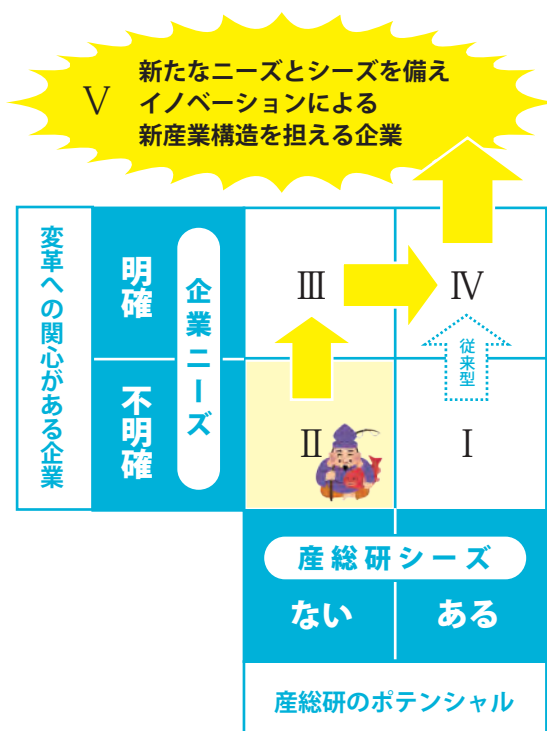 Ⅴ
新たなニーズとシーズを備え
イノベーションによる
新産業構造を担える企業
変革への関心がある企業
明確
不明確
企業ニーズ
Ⅲ
Ⅳ
従来型
Ⅱ
Ⅰ
産総研シーズ
ない
ある
産総研のポテンシャル